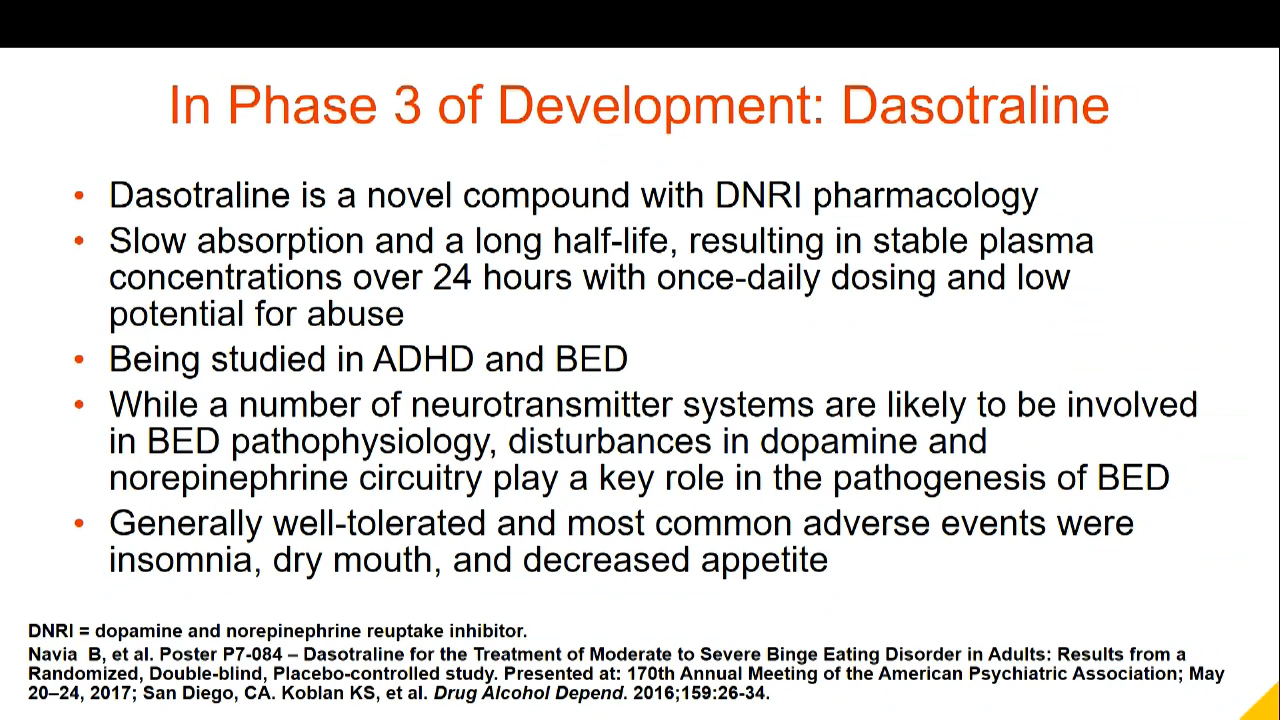 In Phase 3 of Development: Dasotraline
• Dasotraline is a novel compound with DNRI pharmacology
• Slow absorption and a long half-life, resulting in stable plasma
concentrations over 24 hours with once-daily dosing and low
potential for abuse
• Being studied in ADHD and BED
• While a number of neurotransmitter systems are likely to be involved
in BED pathophysiology, disturbances in dopamine and
norepinephrine circuitry play a key role in the pathogenesis of BED
• Generally well-tolerated and most common adverse events were
insomnia, dry mouth, and decreased appetite
DNRI = dopamine and norepinephrine reuptake inhibitor.
Navia B, et al. Poster P7-084 – Dasotraline for the Treatment of Moderate to Severe Binge Eating Disorder in Adults: Results from a
Randomized, Double-blind, Placebo-controlled study. Presented at: 170th Annual Meeting of the American Psychiatric Association; May
20–24, 2017; San Diego, CA. Koblan KS, et al. Drug Alcohol Depend. 2016;159:26-34.